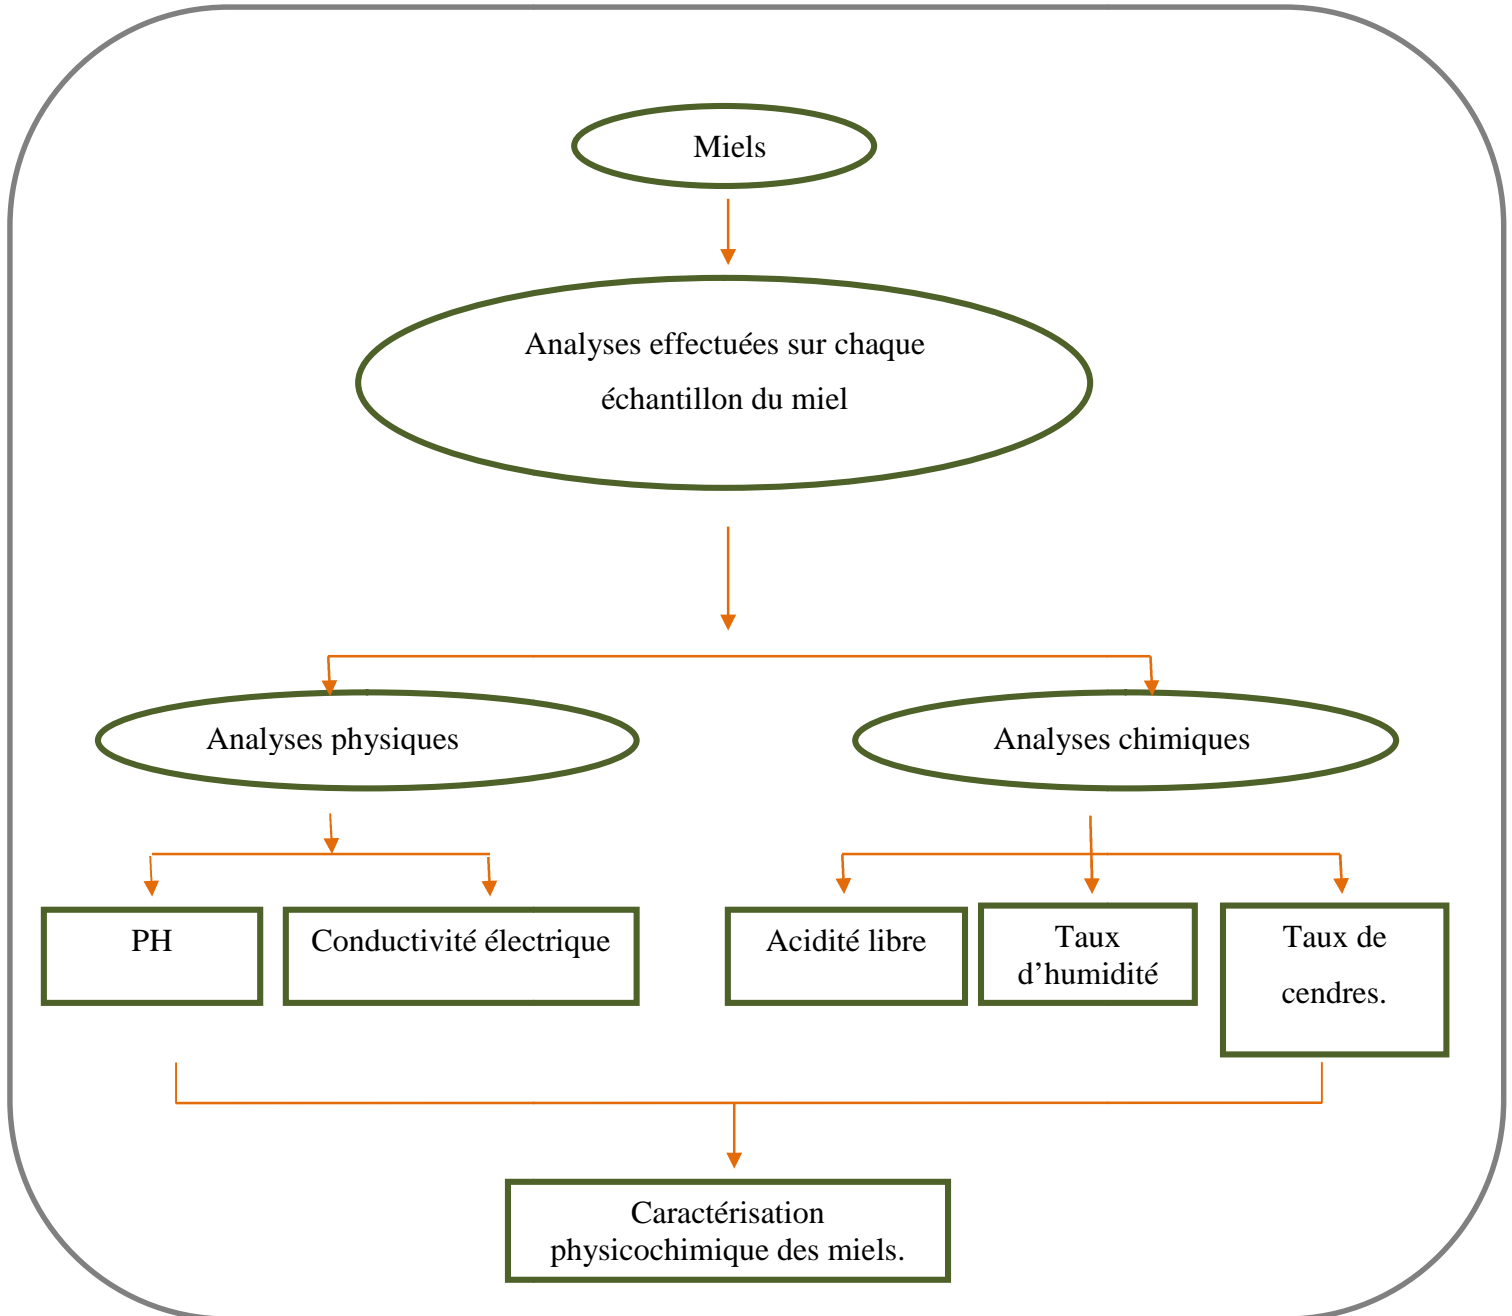 Miels
Analyses effectuées sur chaque
échantillon du miel
Analyses physiques
Analyses chimiques
PH
Conductivité électrique
Acidité libre
Taux
d’humidité
Taux de
cendres.
Caractérisation
physicochimique des miels.